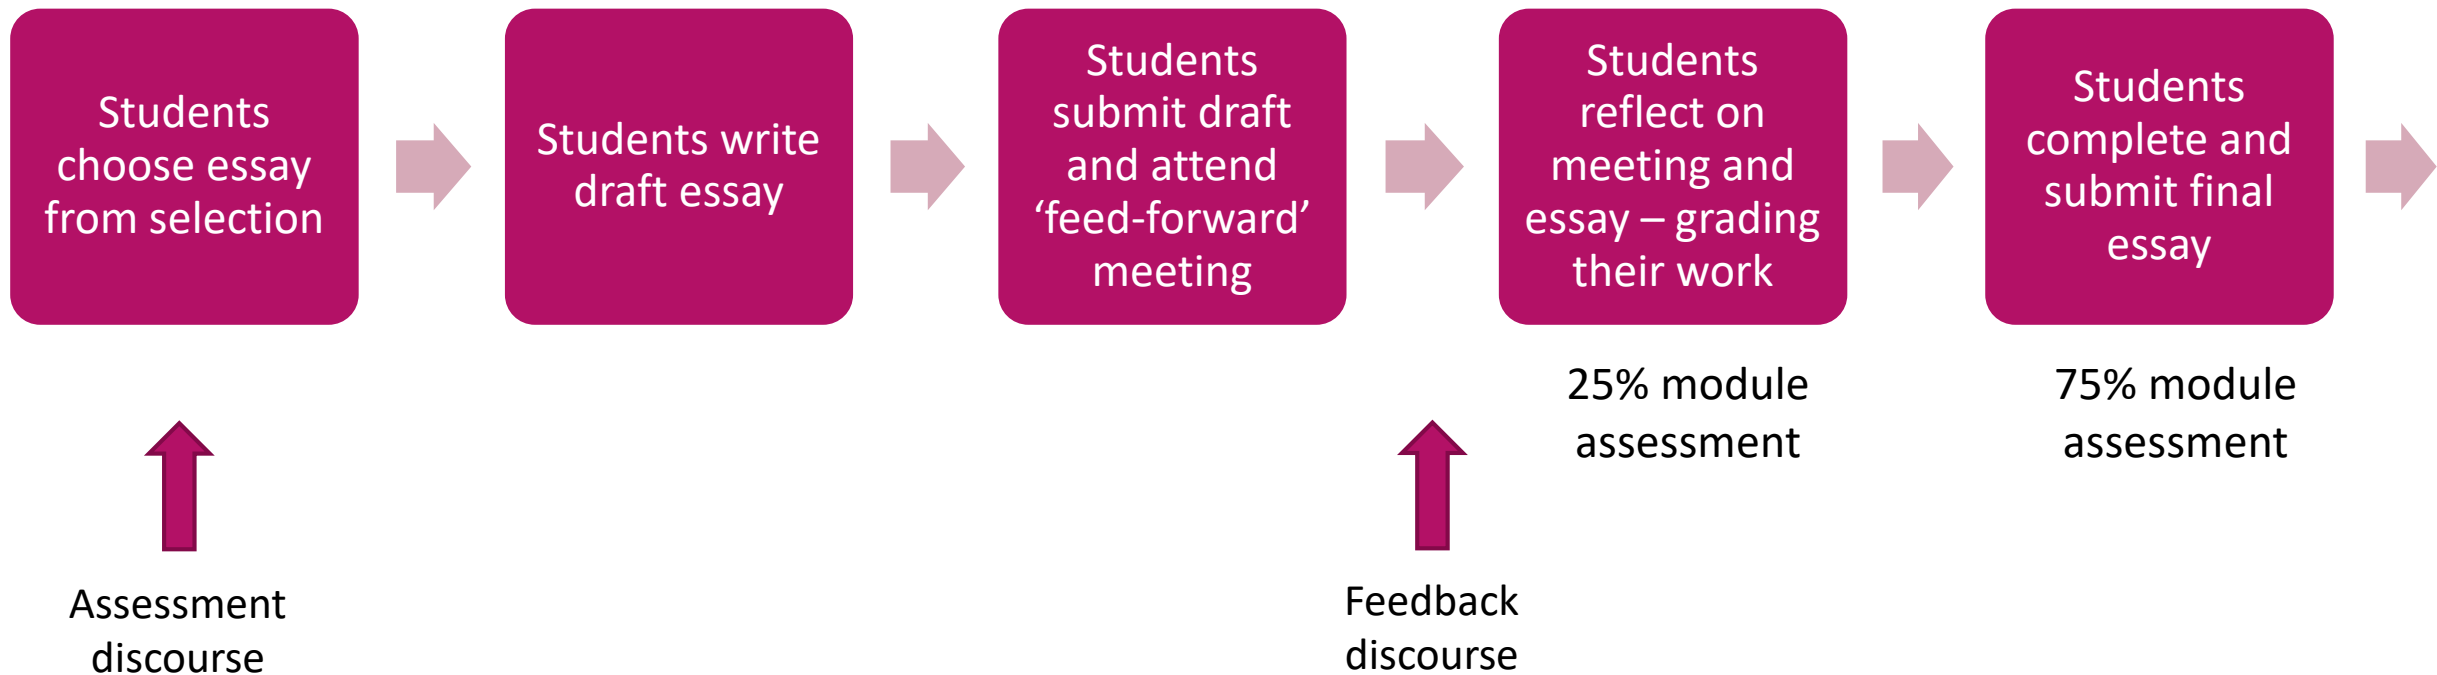 Students
choose essay
from selection
Students write
draft essay
Students
submit draft
and attend
‘feed-forward’
meeting
Students
reflect on
meeting and
essay – grading
their work
Students
complete and
submit final
essay
25% module
assessment
75% module
assessment
Assessment
discourse
Feedback
discourse